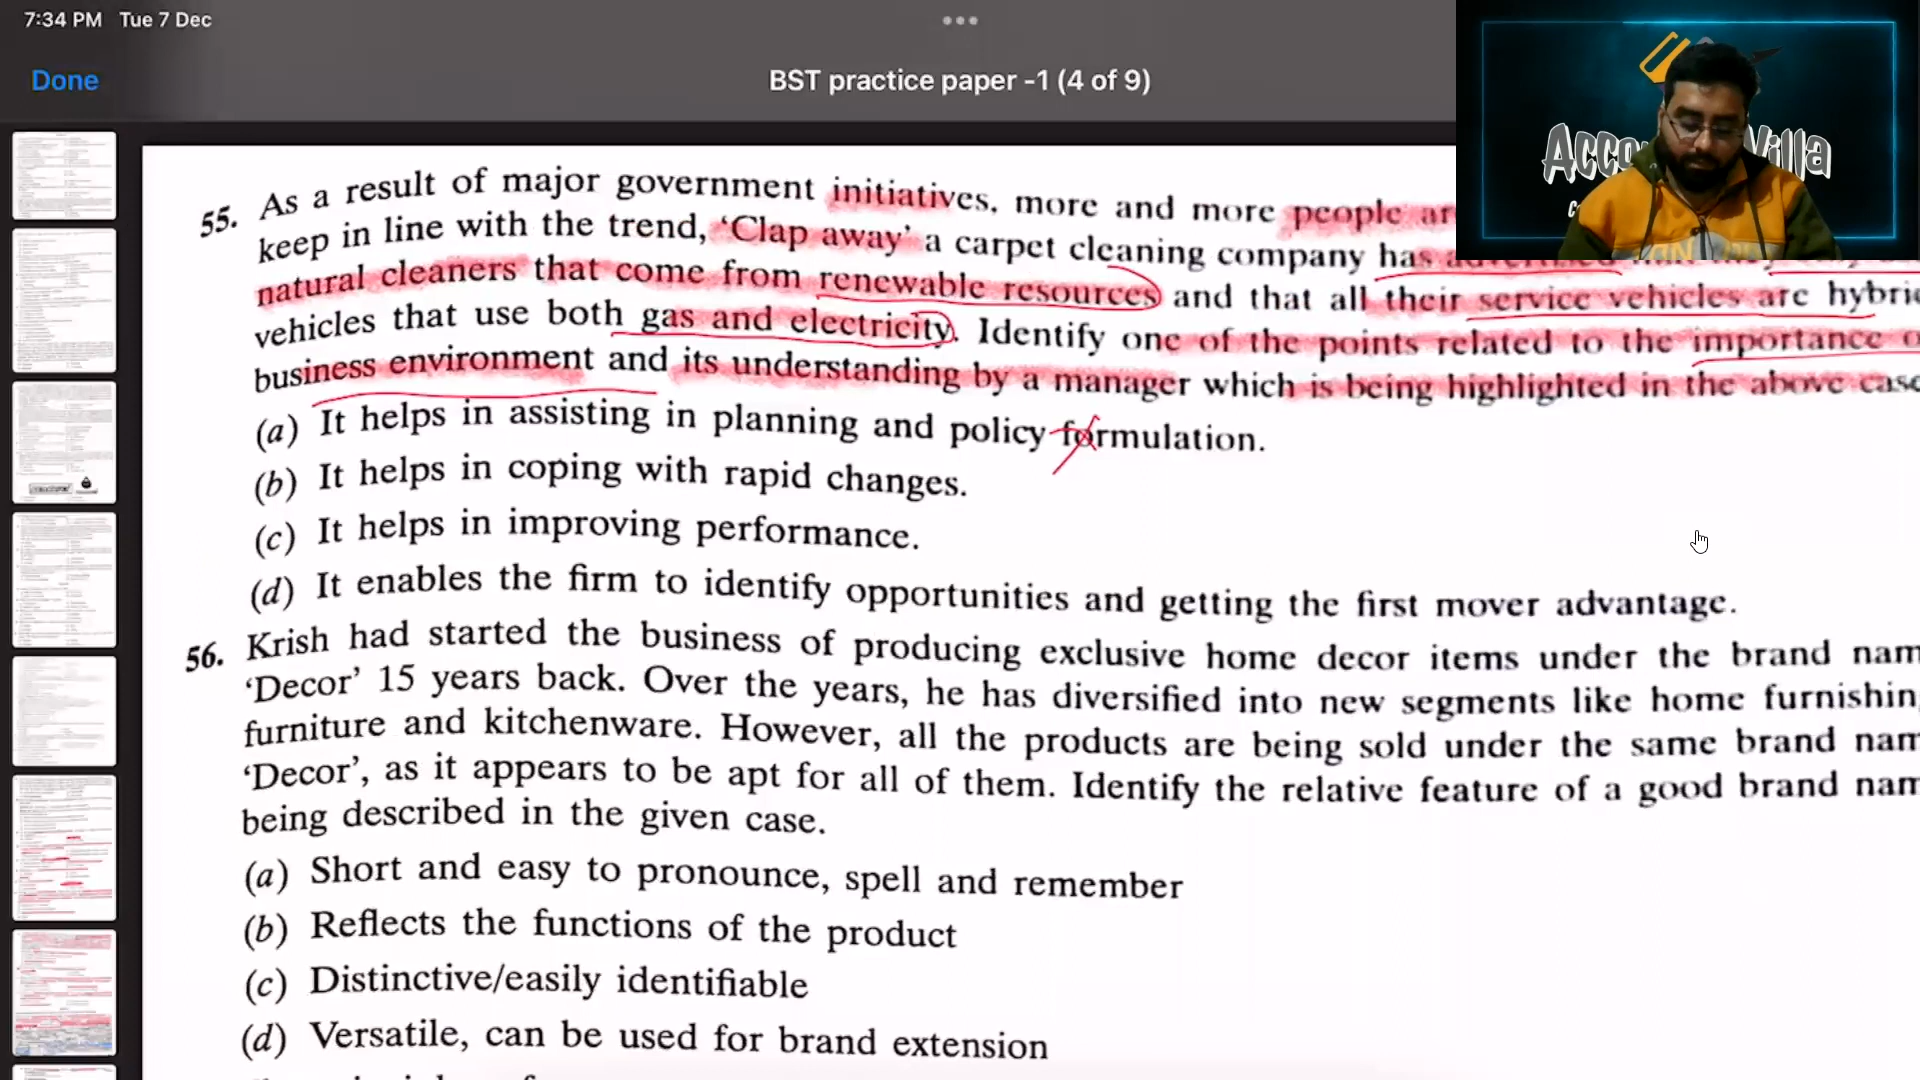 7:34 PM Tue 7 Dec
Done
BST practice paper -1 (4 of 9)
Villa
55. As a result of major government initiatives, more and more people
keep in line with the trend, ‘Clap away’ a carpet cleaning company has
natural cleaners that come from renewable resources and that all their service vehicles are
vehicles that use both gas and electricity. Identify one of the points related to the importance
business environment and its understanding by a manager which is being highlighted in the above
(a) It helps in assisting in planning and policy formulation.
(b) It helps in coping with rapid changes.
(c) It helps in improving performance.
(d) It enables the firm to identify opportunities and getting the first mover advantage.
56. Krish had started the business of producing exclusive home decor items under the brand
‘Decor’ 15 years back. Over the years, he has diversified into new segments like home
furniture and kitchenware. However, all the products are being sold under the same brand
‘Decor’, as it appears to be apt for all of them. Identify the relative feature of a good brand
being described in the given case.
(a) Short and easy to pronounce, spell and remember
(b) Reflects the functions of the product
(c) Distinctive/easily identifiable
(d) Versatile, can be used for brand extension